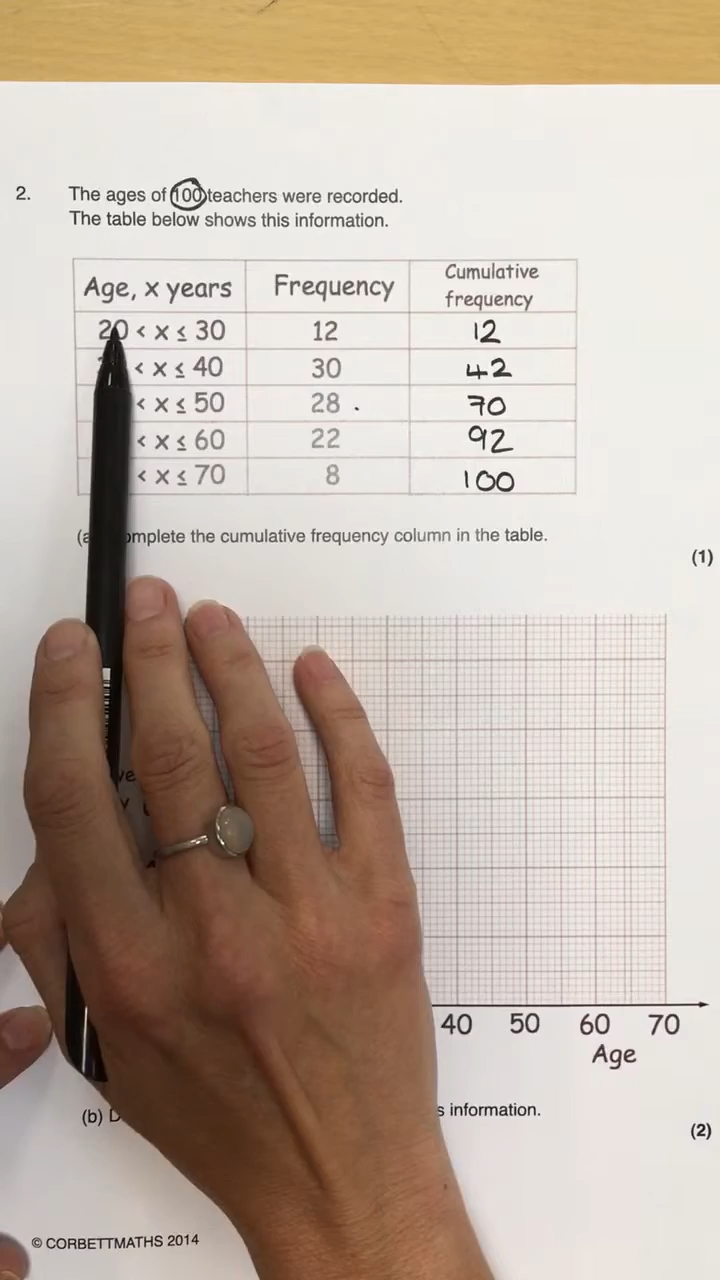 2. The ages of 100 teachers were recorded.
The table below shows this information.
Age, x years Frequency Cumulative frequency
20 < x ≤ 30 12 12
< x ≤ 40 30 42
< x ≤ 50 28 . 70
< x ≤ 60 22 92
< x ≤ 70 8 100
(a omplete the cumulative frequency column in the table.
(1)
40 50 60 70
Age
(b) D s information.
(2)
© CORBETTMATHS 2014